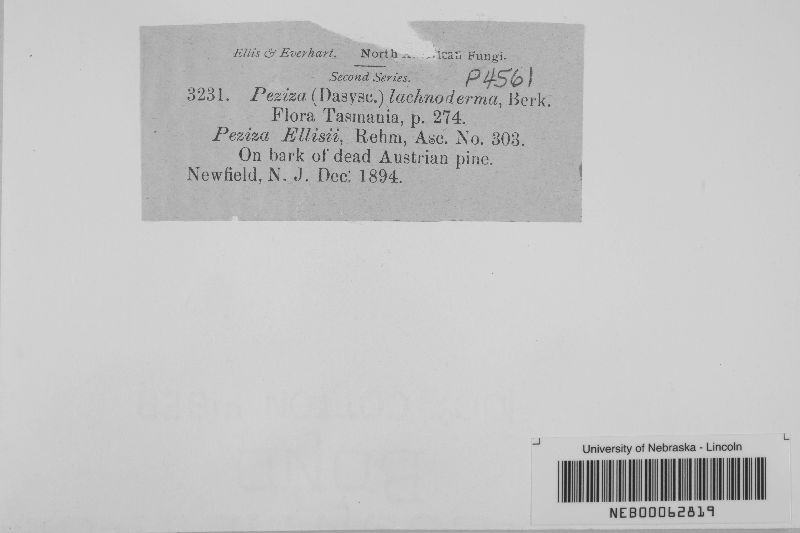 Ellis & Everhart. North American Fungi.
Second Series. P4561
3231. Peziza (Dasysc.) lachnoderma, Berk.
Flora Tasmania, p. 274.
Peziza Ellisii, Rehm, Asc. No. 303.
On bark of dead Austrian pine.
Newfield, N. J. Dec. 1894.
University of Nebraska - Lincoln
NEB00062819